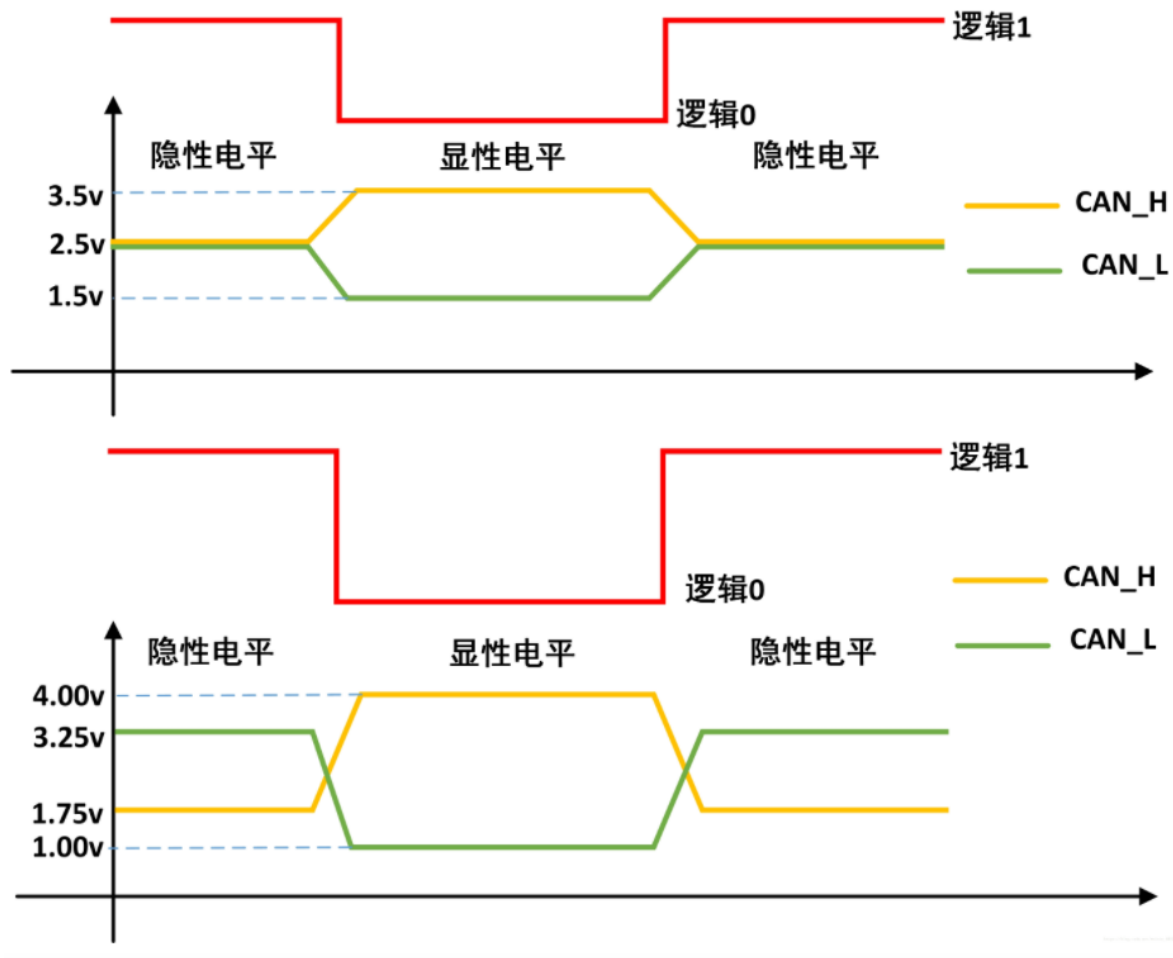 逻辑1
逻辑0
隐性电平 显性电平 隐性电平
3.5v
CAN_H
2.5v
CAN_L
1.5v
逻辑1
CAN_H
逻辑0
CAN_L
隐性电平 显性电平 隐性电平
4.00v
3.25v
1.75v
1.00v